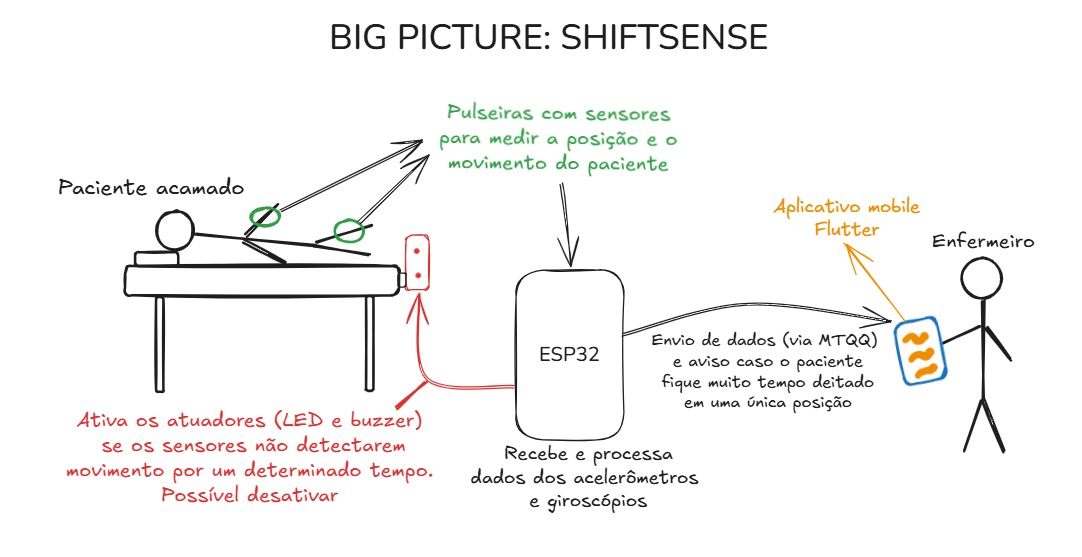 BIG PICTURE: SHIFTSENSE
Pulseiras com sensores
para medir a posição e o
movimento do paciente
Paciente acamado
Aplicativo mobile
Flutter
Enfermeiro
ESP32
Envio de dados (via MTQQ)
e aviso caso o paciente
fique muito tempo deitado
em uma única posição
Ativa os atuadores (LED e buzzer)
se os sensores não detectarem
movimento por um determinado tempo.
Possível desativar
Recebe e processa
dados dos acelerômetros
e giroscópios